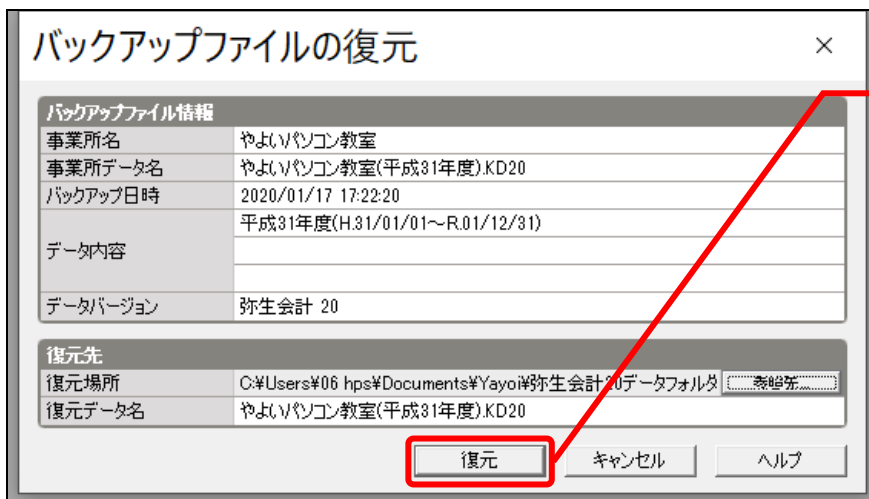 バックアップファイルの復元
バックアップファイル情報
事業所名 やよいパソコン教室
事業所データ名 やよいパソコン教室(平成31年度).KD20
バックアップ日時 2020/01/17 17:22:20
平成31年度(H.31/01/01～R.01/12/31)
データ内容
データバージョン 弥生会計 20
復元先
復元場所 C:¥Users¥06 hps¥Documents¥Yayoi¥弥生会計20データフォルダ
復元データ名 やよいパソコン教室(平成31年度).KD20
復元 キャンセル ヘルプ